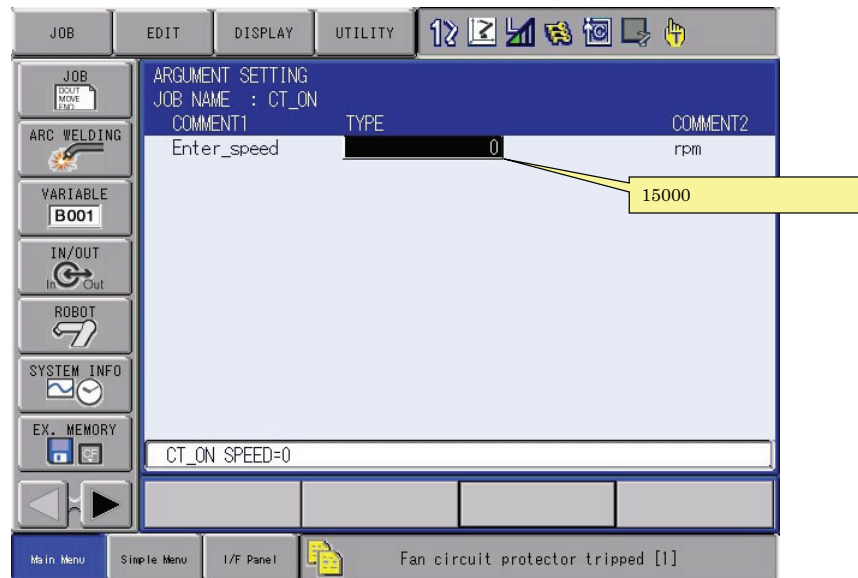 JOB EDIT DISPLAY UTILITY
JOB
DOUT
MOVE
END
ARC WELDING
VARIABLE
B001
IN/OUT
In Out
ROBOT
SYSTEM INFO
EX. MEMORY
CF
ARGUMENT SETTING
JOB NAME : CT_ON
COMMENT1 TYPE COMMENT2
Enter_speed 0 rpm
15000
CT_ON SPEED=0
Main Menu Simple Menu I/F Panel Fan circuit protector tripped [1]